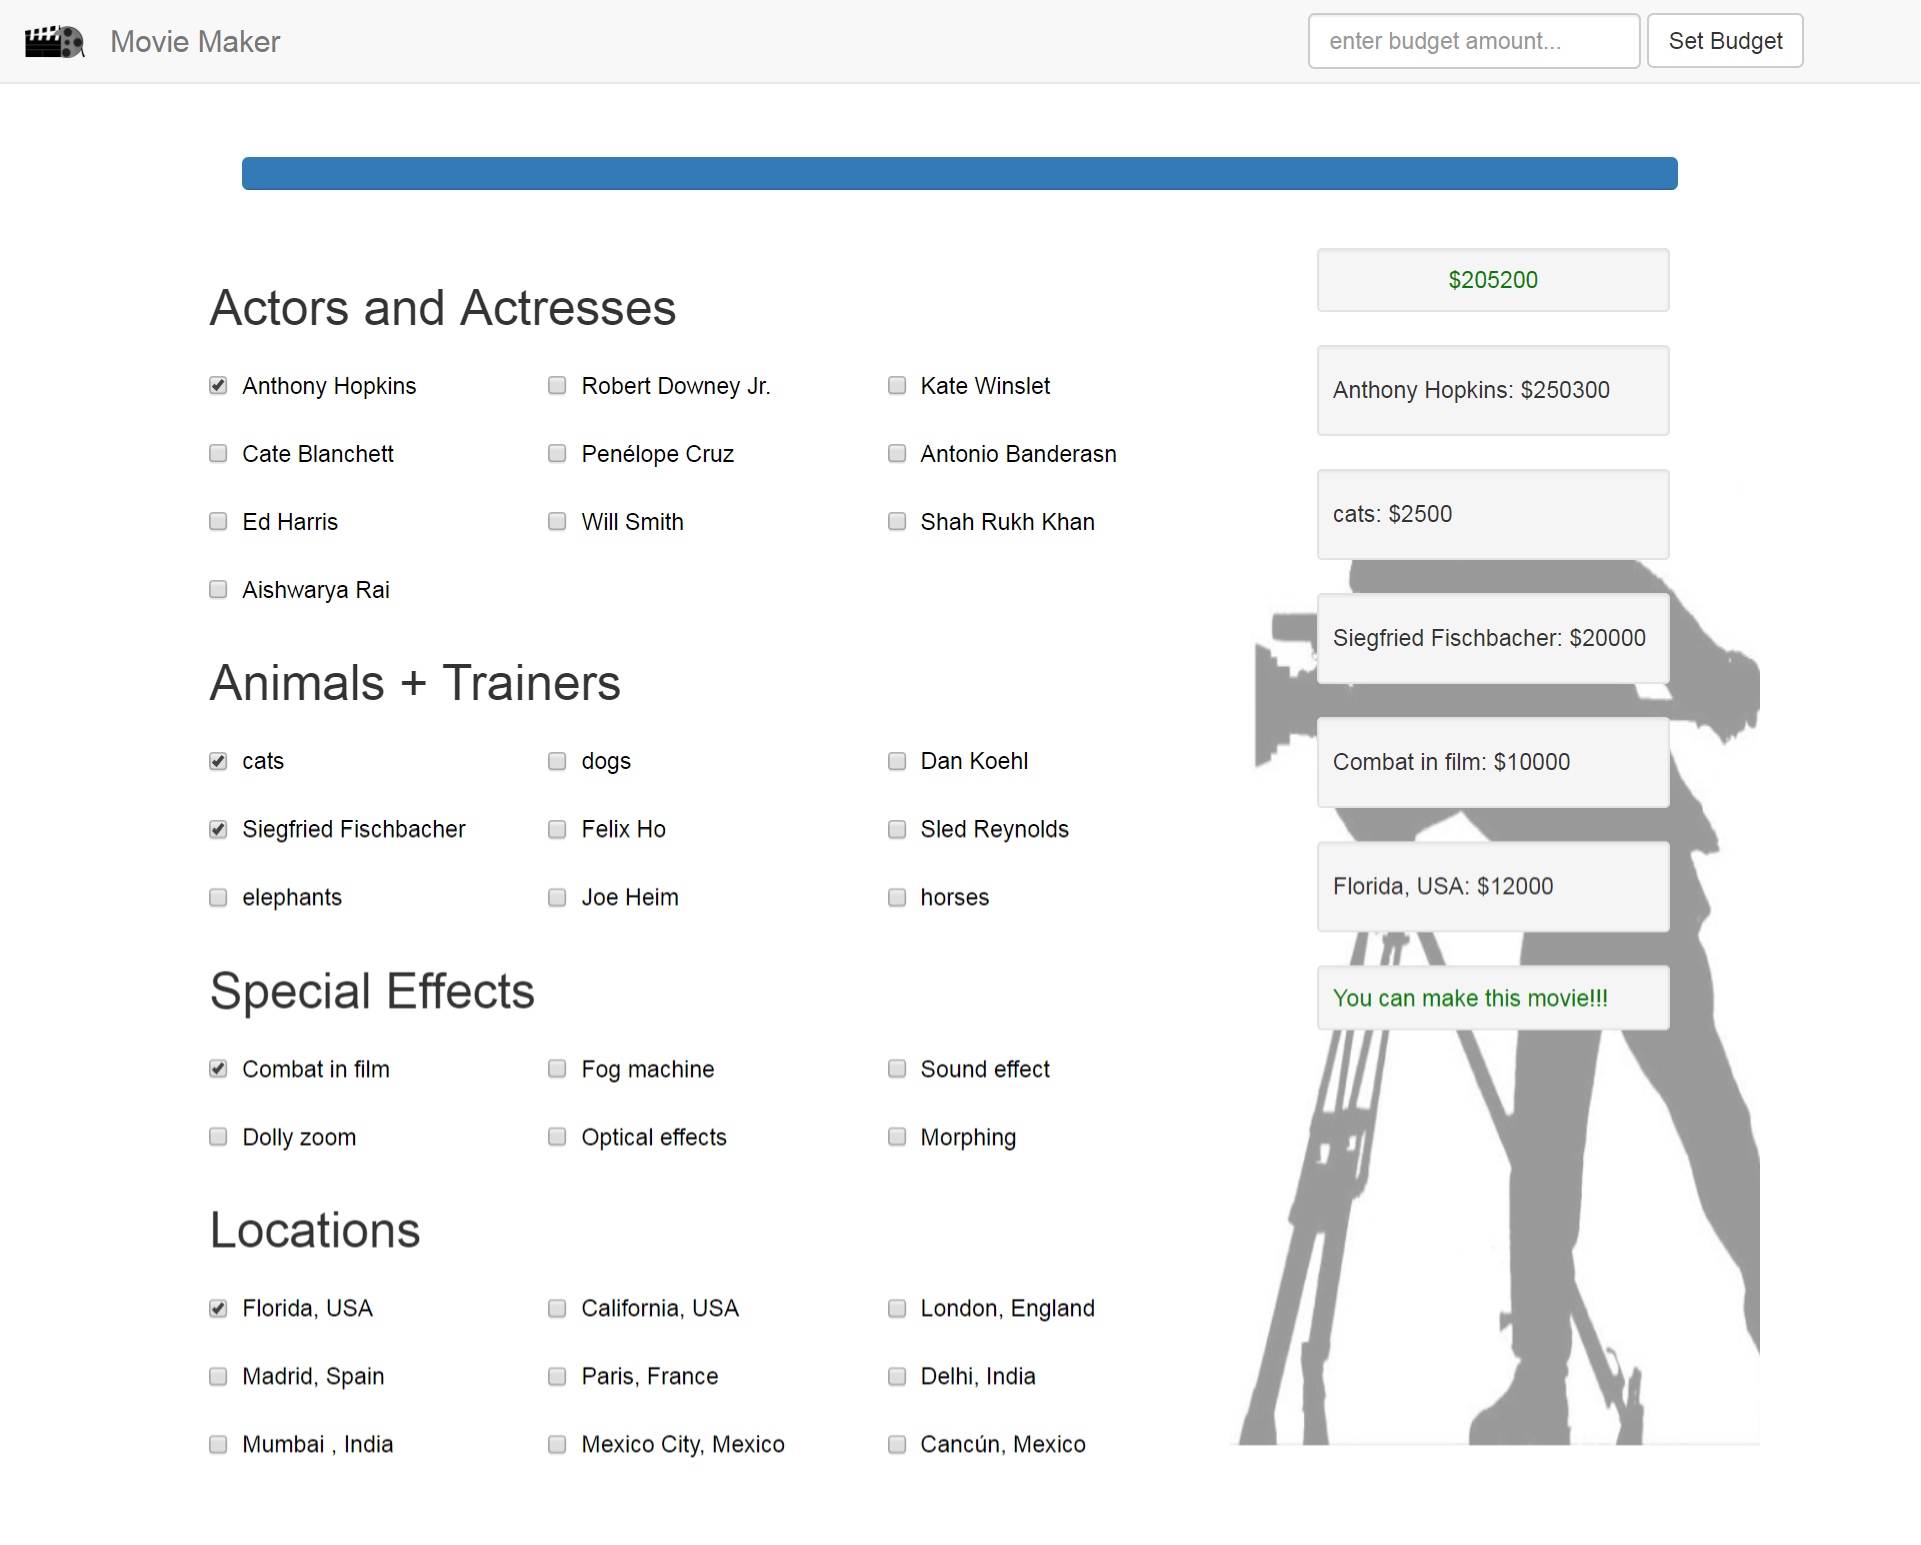 Movie Maker
enter budget amount...
Set Budget
$205200
Actors and Actresses
Anthony Hopkins
Robert Downey Jr.
Kate Winslet
Cate Blanchett
Penélope Cruz
Antonio Banderasn
Ed Harris
Will Smith
Shah Rukh Khan
Aishwarya Rai
Animals + Trainers
cats
dogs
Dan Koehl
Siegfried Fischbacher
Felix Ho
Sled Reynolds
elephants
Joe Heim
horses
Special Effects
Combat in film
Fog machine
Sound effect
Dolly zoom
Optical effects
Morphing
Locations
Florida, USA
California, USA
London, England
Madrid, Spain
Paris, France
Delhi, India
Mumbai , India
Mexico City, Mexico
Cancún, Mexico
Anthony Hopkins: $250300
cats: $2500
Siegfried Fischbacher: $20000
Combat in film: $10000
Florida, USA: $12000
You can make this movie!!!